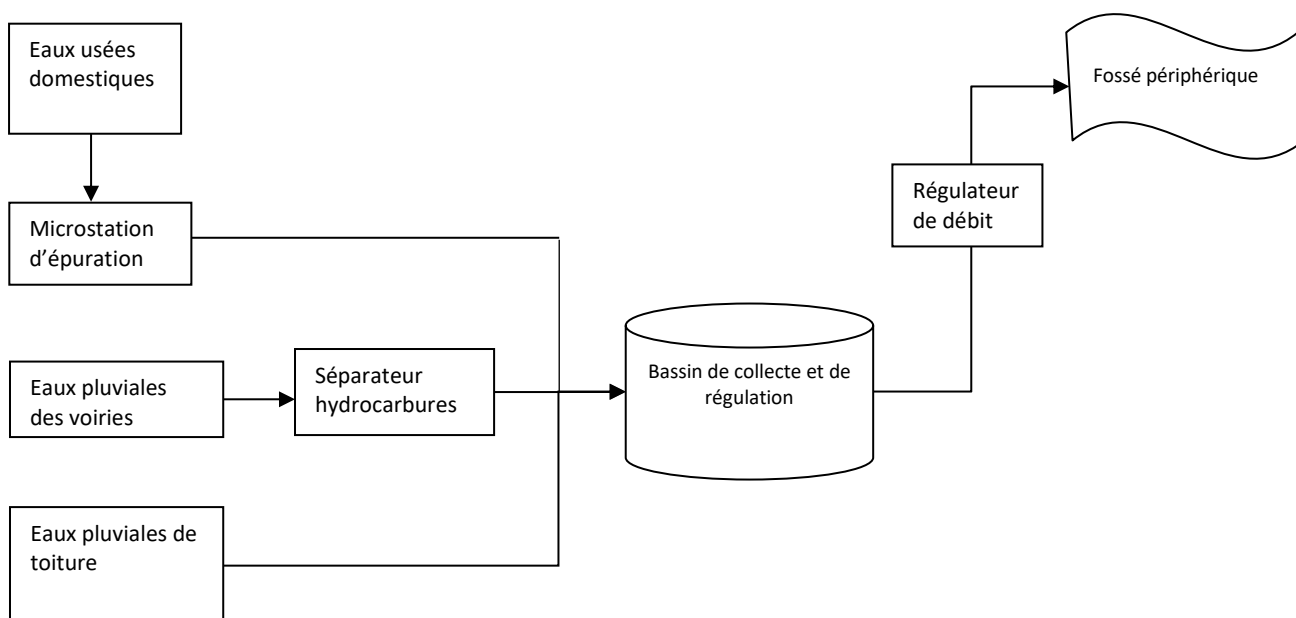 Eaux usées
domestiques
Microstation
d’épuration
Eaux pluviales
des voiries
Séparateur
hydrocarbures
Eaux pluviales de
toiture
Bassin de collecte et de
régulation
Régulateur
de débit
Fossé périphérique